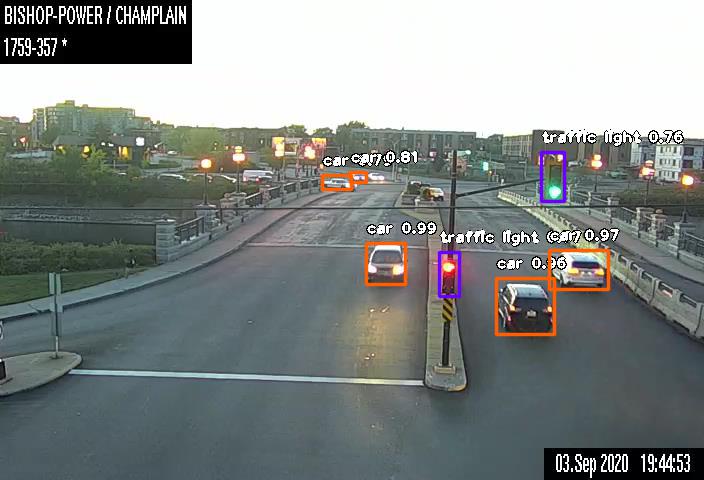 BISHOP-POWER / CHAMPLAIN
1759-357 *
traffic light 0.76
car 0.81
car
car 0.99
traffic light
car 0.97
car 0.96
03.Sep 2020 19:44:53